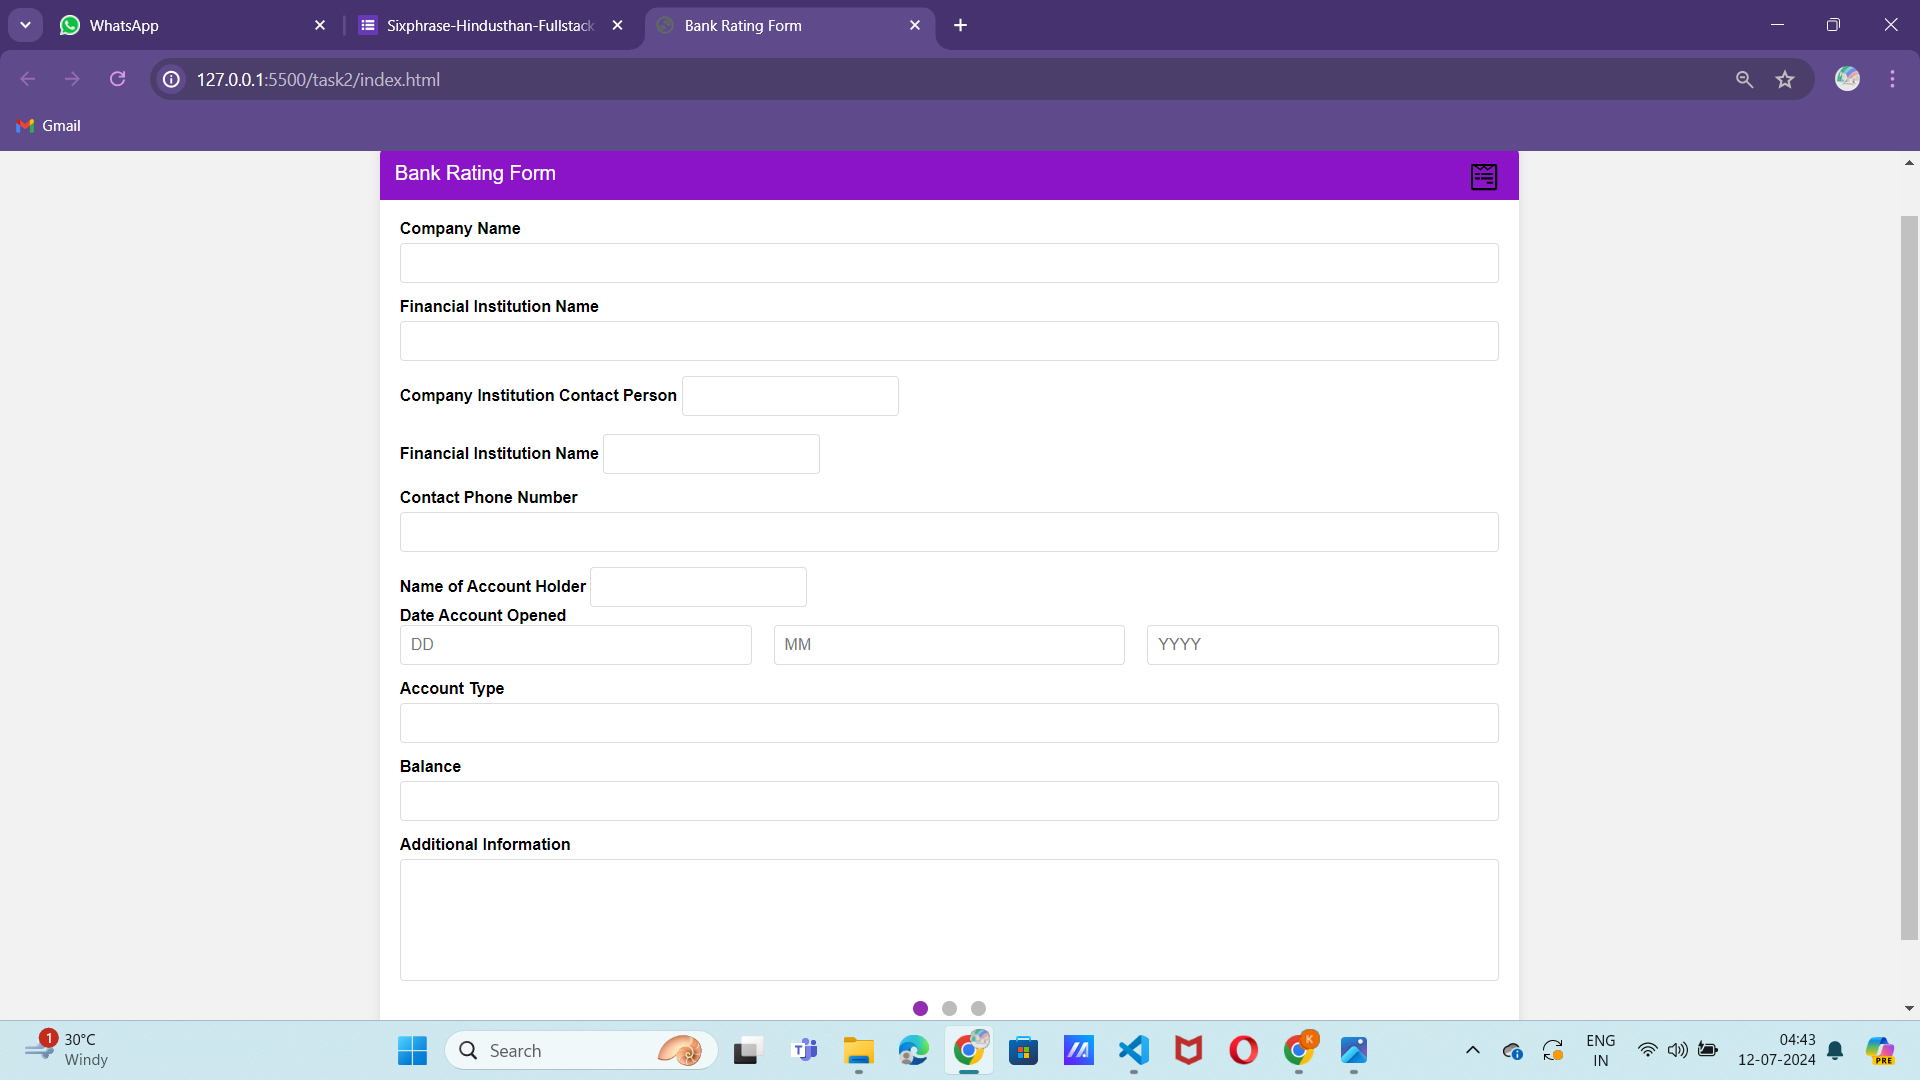 WhatsApp
Sixphrase-Hindusthan-Fullstack
Bank Rating Form
127.0.0.1:5500/task2/index.html
Gmail
Bank Rating Form
Company Name
Financial Institution Name
Company Institution Contact Person
Financial Institution Name
Contact Phone Number
Name of Account Holder
Date Account Opened
DD MM YYYY
Account Type
Balance
Additional Information
1
30°C
Windy
Search
K
ENG
IN
04:43
12-07-2024
PRE